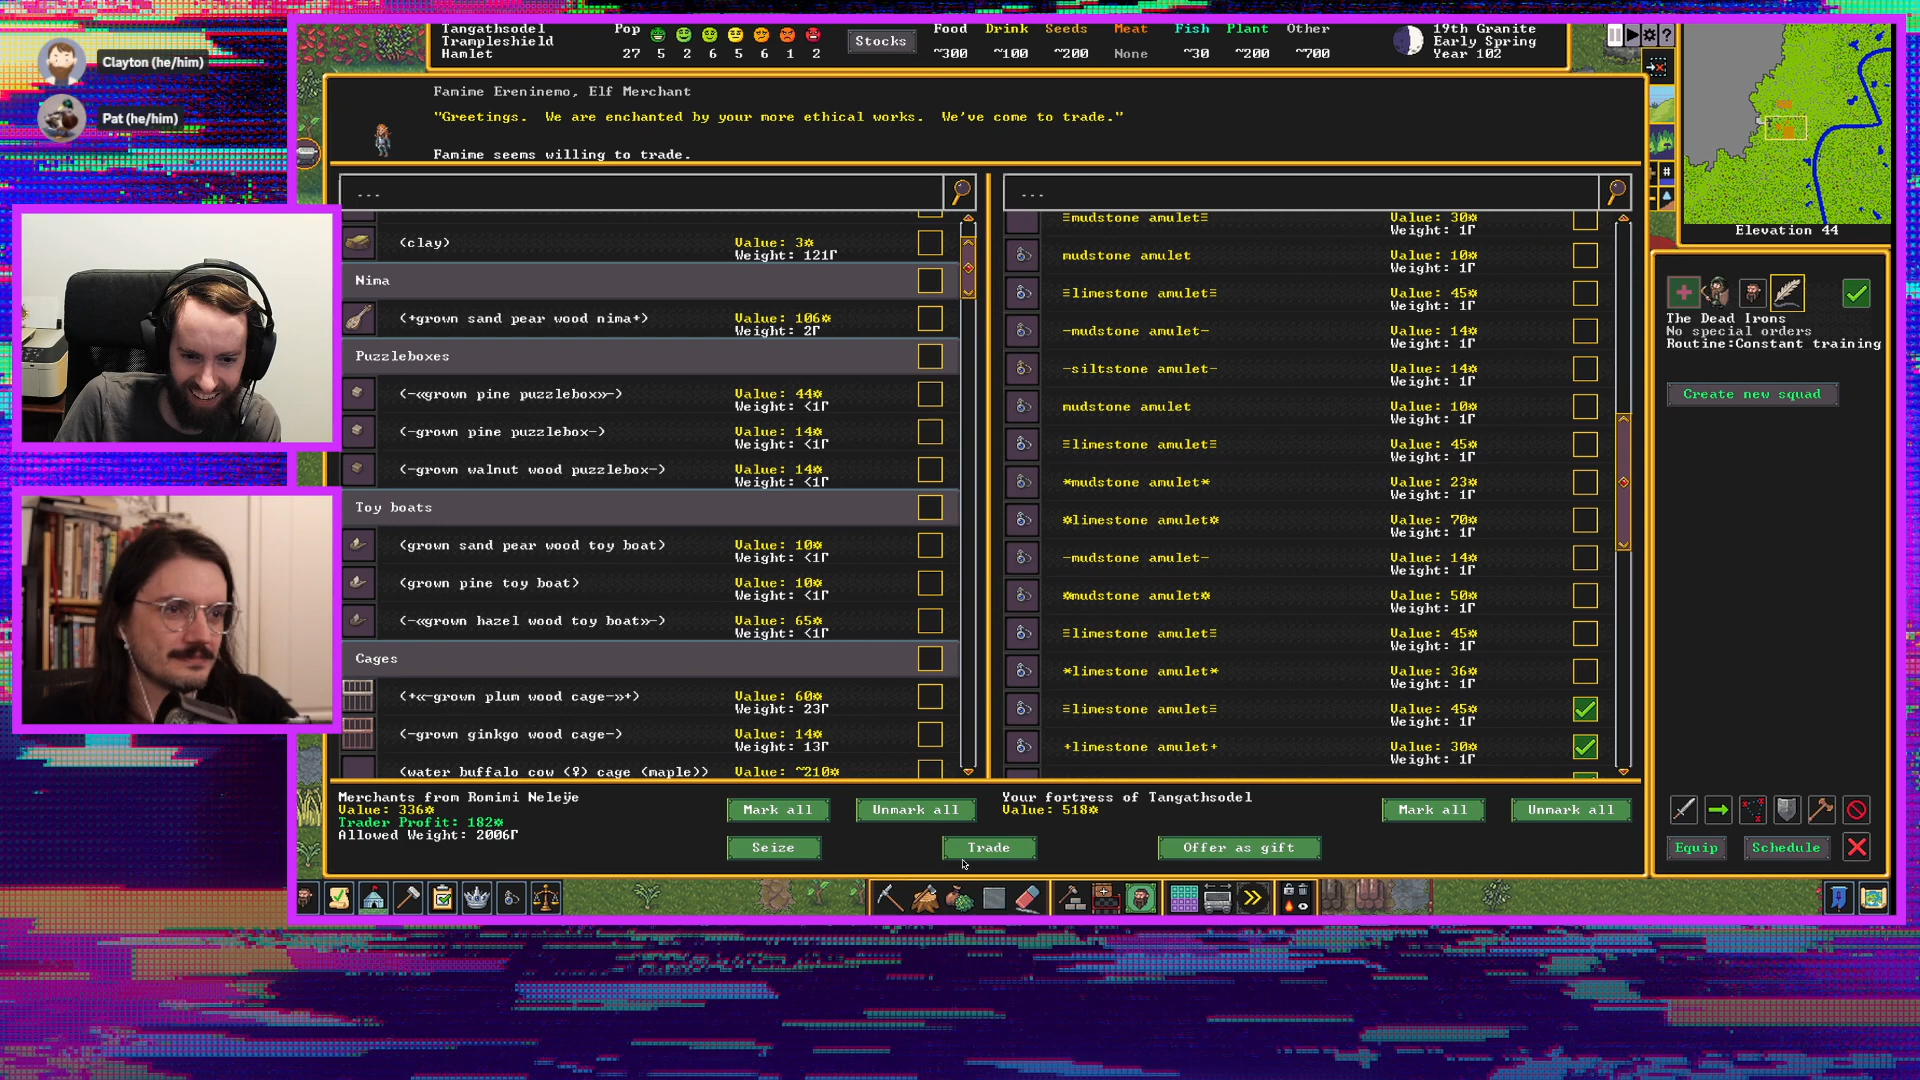 Clayton (he/him)
Pat (he/him)
Tangathsodel
Trampleshield
Hamlet
Pop
27 5 2 6 5 6 1 2
Stocks
Food Drink Seeds Meat Fish Plant Other
~300 ~100 ~200 None ~30 ~200 ~700
19th Granite
Early Spring
Year 102
Famime Ereninemo, Elf Merchant
"Greetings. We are enchanted by your more ethical works. We've come to trade."
Famime seems willing to trade.
...
(clay) Value: 3☼
Weight: 121Γ
Nima
(+grown sand pear wood nima+) Value: 106☼
Weight: 2Γ
Puzzleboxes
(-«grown pine puzzlebox»-) Value: 44☼
Weight: <1Γ
(-grown pine puzzlebox-) Value: 14☼
Weight: <1Γ
(-grown walnut wood puzzlebox-) Value: 14☼
Weight: <1Γ
Toy boats
(grown sand pear wood toy boat) Value: 10☼
Weight: <1Γ
(grown pine toy boat) Value: 10☼
Weight: <1Γ
(-«grown hazel wood toy boat»-) Value: 65☼
Weight: <1Γ
Cages
(+«-grown plum wood cage-»+) Value: 60☼
Weight: 23Γ
(-grown ginkgo wood cage-) Value: 14☼
Weight: 13Γ
(water buffalo cow (♀) cage (maple)) Value: ~210☼
...
≡mudstone amulet≡ Value: 30☼
Weight: 1Γ
mudstone amulet Value: 10☼
Weight: 1Γ
≡limestone amulet≡ Value: 45☼
Weight: 1Γ
-mudstone amulet- Value: 14☼
Weight: 1Γ
-siltstone amulet- Value: 14☼
Weight: 1Γ
mudstone amulet Value: 10☼
Weight: 1Γ
≡limestone amulet≡ Value: 45☼
Weight: 1Γ
*mudstone amulet* Value: 23☼
Weight: 1Γ
☼limestone amulet☼ Value: 70☼
Weight: 1Γ
-mudstone amulet- Value: 14☼
Weight: 1Γ
☼mudstone amulet☼ Value: 50☼
Weight: 1Γ
≡limestone amulet≡ Value: 45☼
Weight: 1Γ
*limestone amulet* Value: 36☼
Weight: 1Γ
≡limestone amulet≡ Value: 45☼
Weight: 1Γ
+limestone amulet+ Value: 30☼
Weight: 1Γ
Merchants from Romimi Neleÿe
Value: 336☼
Trader Profit: 182☼
Allowed Weight: 2006Γ
Mark all
Unmark all
Your fortress of Tangathsodel
Value: 518☼
Mark all
Unmark all
Seize
Trade
Offer as gift
Elevation 44
The Dead Irons
No special orders
Routine:Constant training
Create new squad
Equip
Schedule